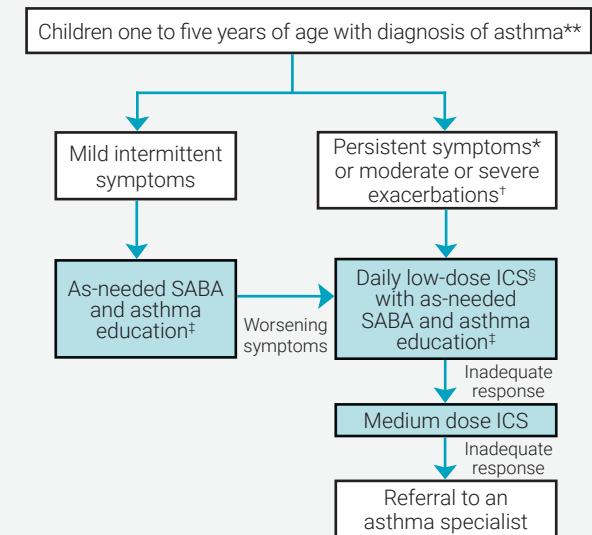 Children one to five years of age with diagnosis of asthma**
Mild intermittent
symptoms
Persistent symptoms*
or moderate or severe
exacerbations†
As-needed SABA
and asthma
education‡
Worsening
symptoms
Daily low-dose ICS§
with as-needed
SABA and asthma
education‡
Inadequate
response
Medium dose ICS
Inadequate
response
Referral to an
asthma specialist